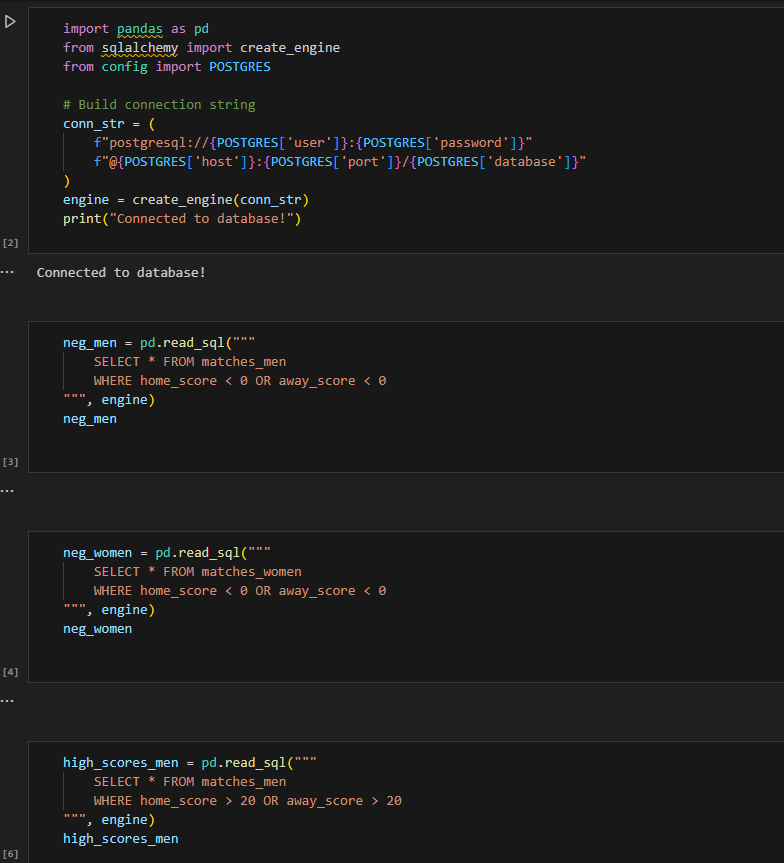 import pandas as pd
from sqlalchemy import create_engine
from config import POSTGRES
# Build connection string
conn_str = (
f"postgresql://{POSTGRES['user']}:{POSTGRES['password']}"
f"@{POSTGRES['host']}:{POSTGRES['port']}/{POSTGRES['database']}"
)
engine = create_engine(conn_str)
print("Connected to database!")
[2]
... Connected to database!
neg_men = pd.read_sql("""
SELECT * FROM matches_men
WHERE home_score < 0 OR away_score < 0
""", engine)
neg_men
[3]
...
neg_women = pd.read_sql("""
SELECT * FROM matches_women
WHERE home_score < 0 OR away_score < 0
""", engine)
neg_women
[4]
...
high_scores_men = pd.read_sql("""
SELECT * FROM matches_men
WHERE home_score > 20 OR away_score > 20
""", engine)
high_scores_men
[6]